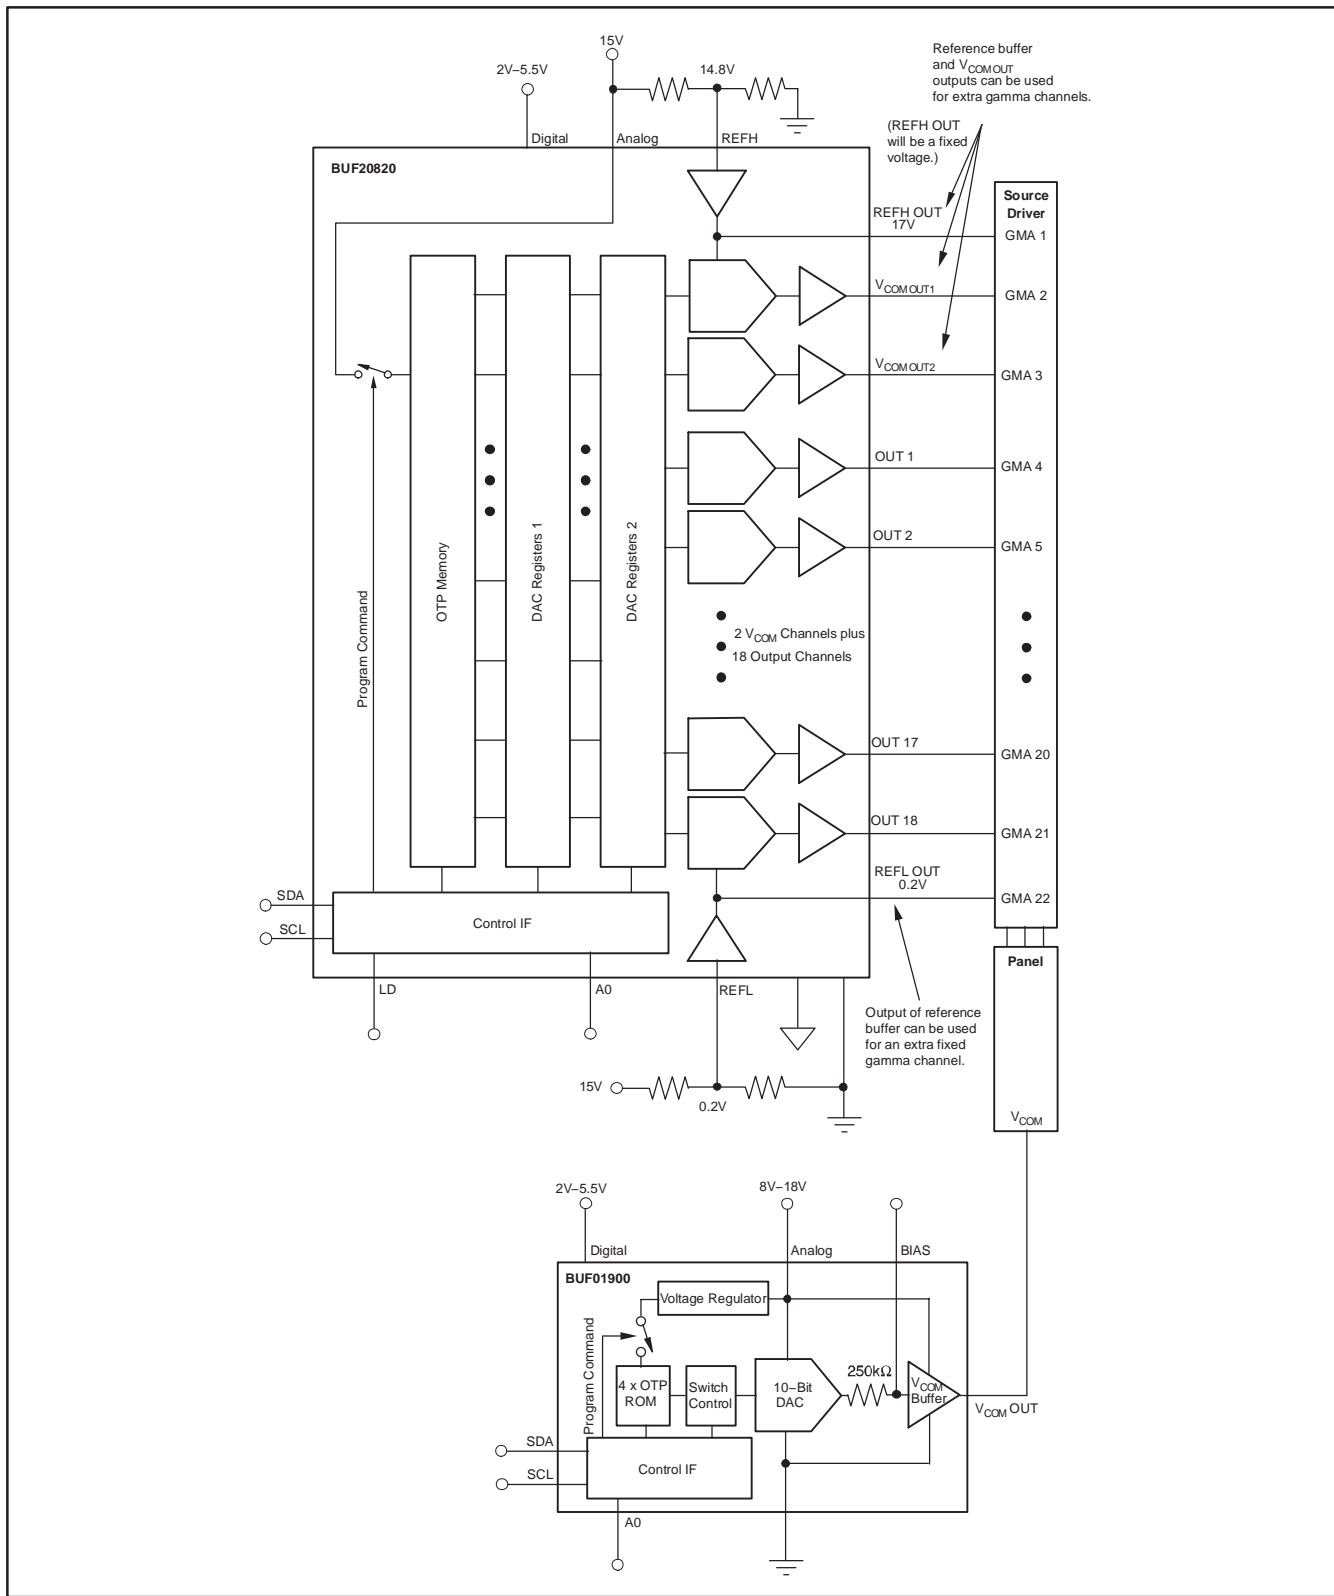 15V
2V–5.5V
14.8V
Reference buffer
and VCOM OUT
outputs can be used
for extra gamma channels.
(REFH OUT
will be a fixed
voltage.)
Digital
Analog
REFH
BUF20820
Source
Driver
REFH OUT
17V
GMA 1
VCOM OUT1
GMA 2
VCOM OUT2
GMA 3
OUT 1
GMA 4
OUT 2
GMA 5
Program Command
OTP Memory
DAC Registers 1
DAC Registers 2
2 VCOM Channels plus
18 Output Channels
OUT 17
GMA 20
OUT 18
GMA 21
REFL OUT
0.2V
GMA 22
SDA
SCL
Control IF
Panel
LD
A0
REFL
Output of reference
buffer can be used
for an extra fixed
gamma channel.
15V
0.2V
VCOM
2V–5.5V
8V–18V
Digital
Analog
BIAS
BUF01900
Voltage Regulator
Program Command
4 x OTP
ROM
Switch
Control
10–Bit
DAC
250kΩ
VCOM
Buffer
VCOM OUT
SDA
SCL
Control IF
A0